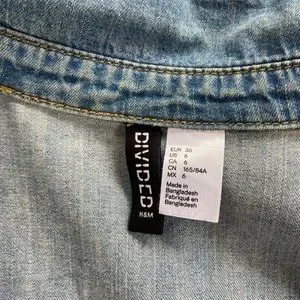 DIVIDED
H&M
EUR 36
US 6
CA 6
CN 165/84A
MX 6
Made in
Bangladesh
Fabriqué en
Bangladesh